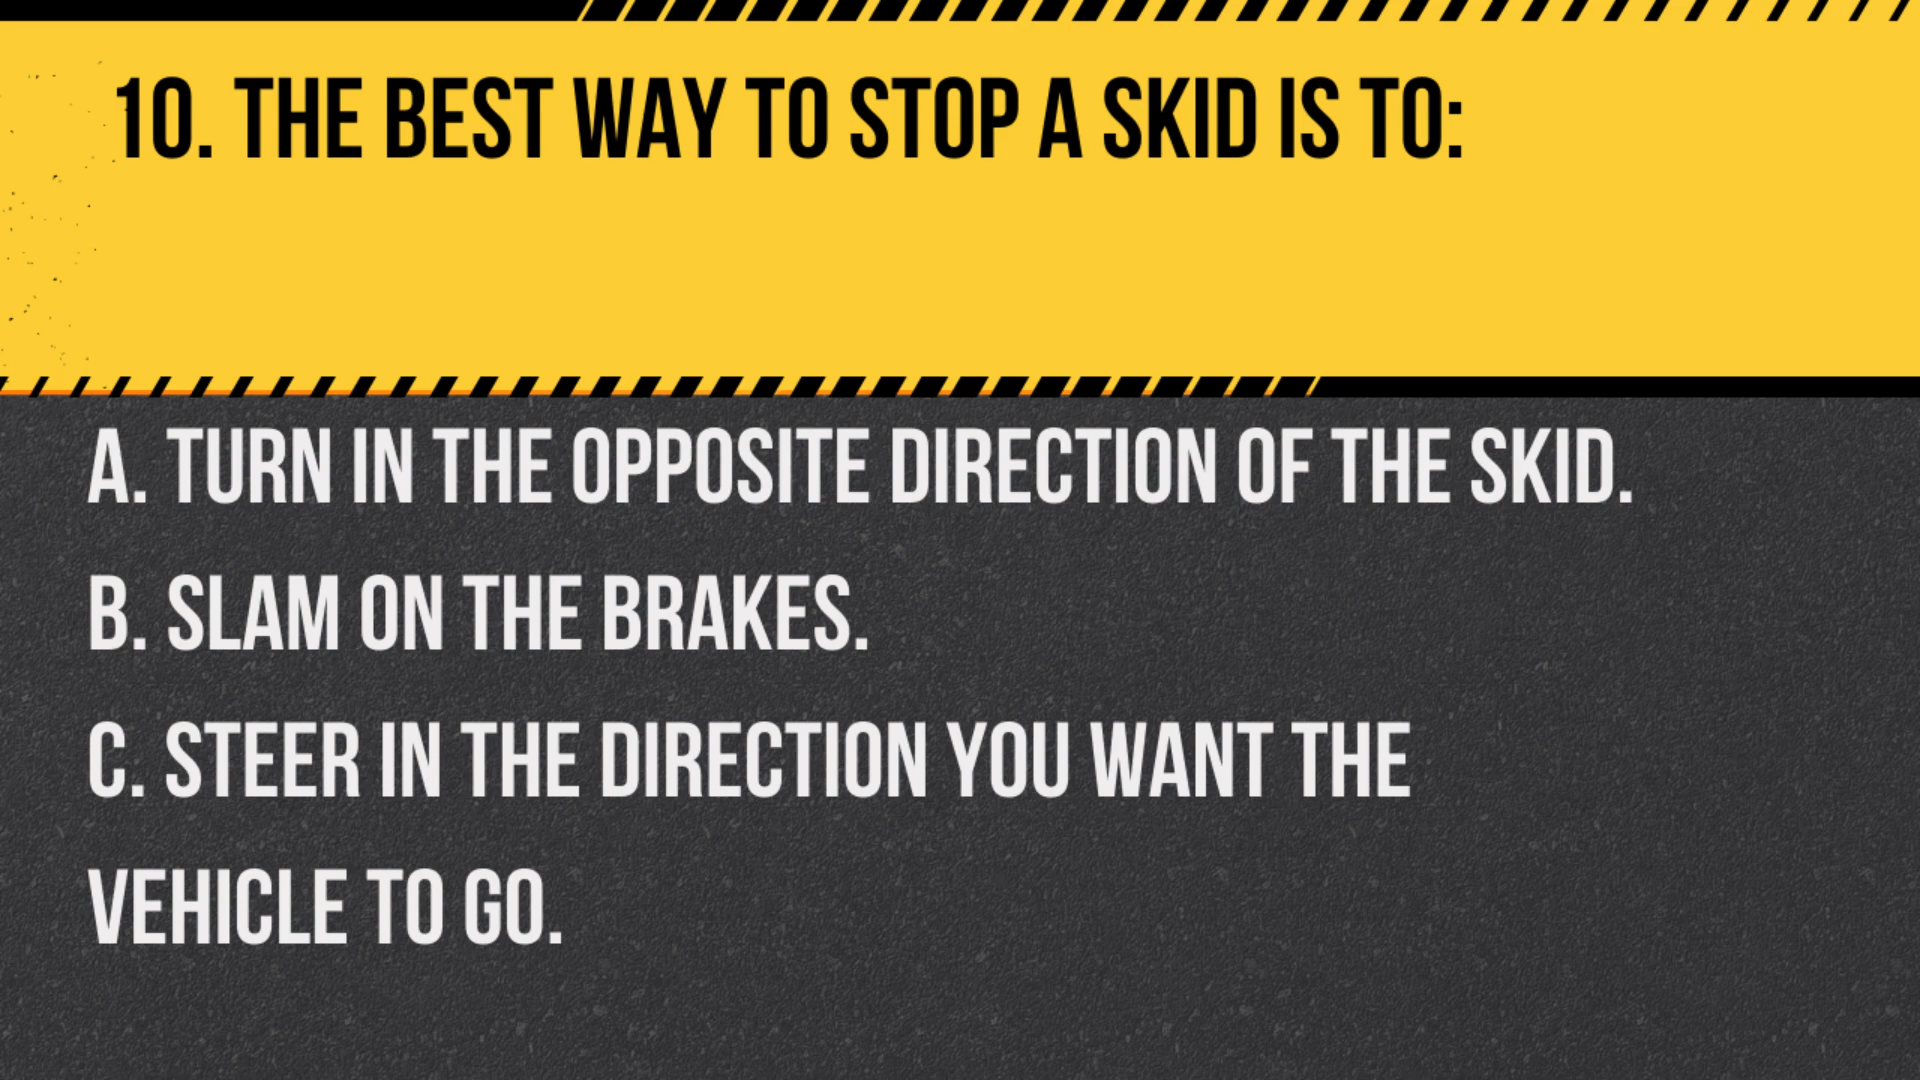 10. THE BEST WAY TO STOP A SKID IS TO:
A. TURN IN THE OPPOSITE DIRECTION OF THE SKID.
B. SLAM ON THE BRAKES.
C. STEER IN THE DIRECTION YOU WANT THE
VEHICLE TO GO.